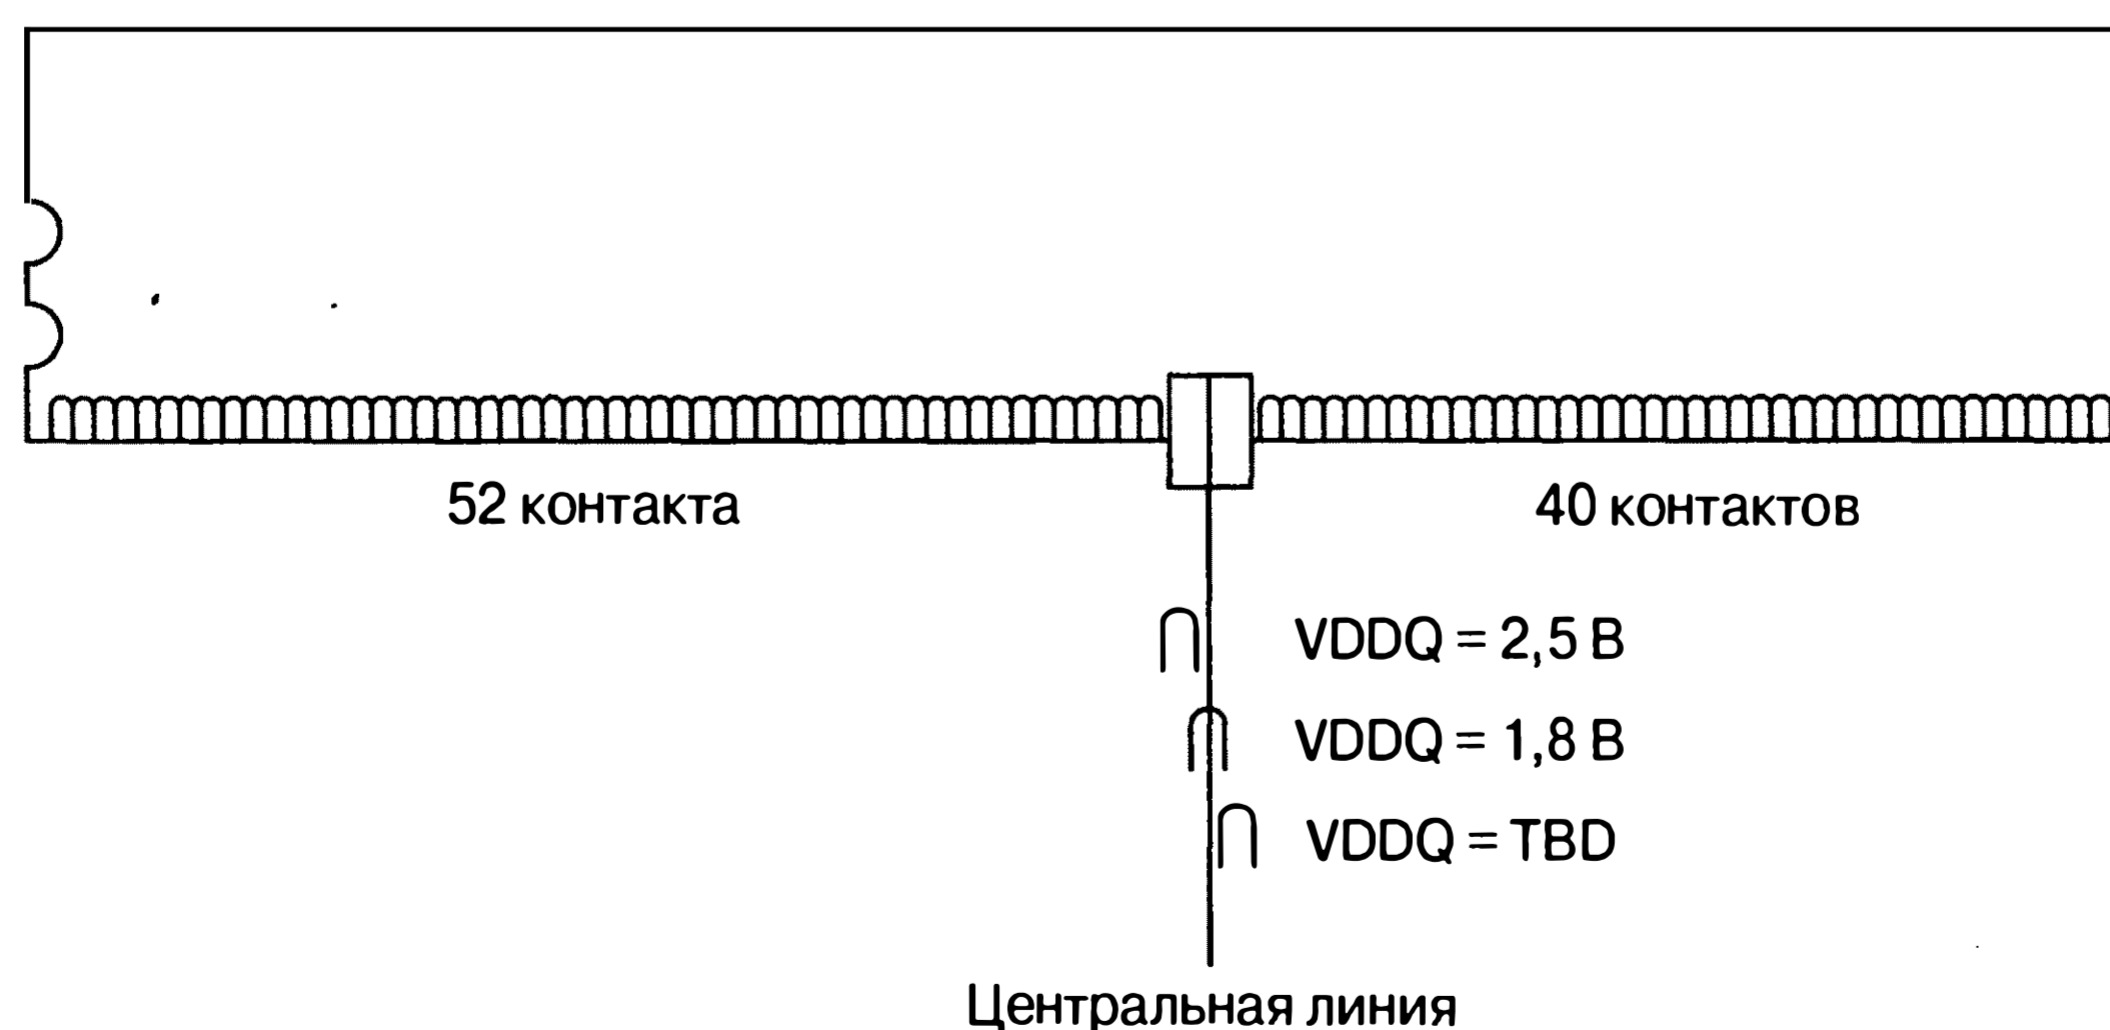 52 контакта
40 контактов
VDDQ = 2,5 В
VDDQ = 1,8 В
VDDQ = TBD
Центральная линия